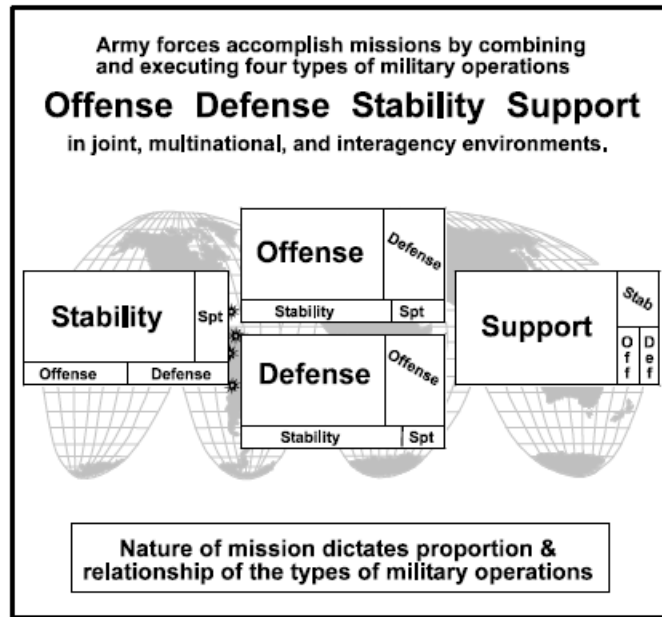 Army forces accomplish missions by combining
and executing four types of military operations
Offense Defense Stability Support
in joint, multinational, and interagency environments.
Stability
Spt
Offense
Defense
Offense
Defense
Stability
Spt
Defense
Offense
Stability
Spt
Support
Stab
Off
Def
Nature of mission dictates proportion &
relationship of the types of military operations